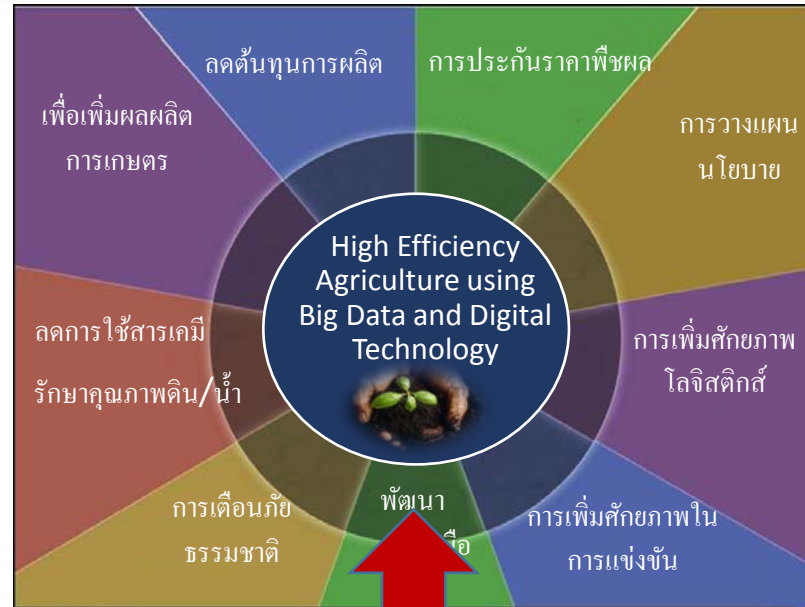 ลดต้นทุนการผลิต
การประกันราคาพืชผล
เพื่อเพิ่มผลผลิต
การเกษตร
การวางแผน
นโยบาย
High Efficiency
Agriculture using
Big Data and Digital
Technology
ลดการใช้สารเคมี
รักษาคุณภาพดิน/น้ำ
การเพิ่มศักยภาพ
โลจิสติกส์
การเตือนภัย
ธรรมชาติ
พัฒนา
การเพิ่มศักยภาพใน
การแข่งขัน